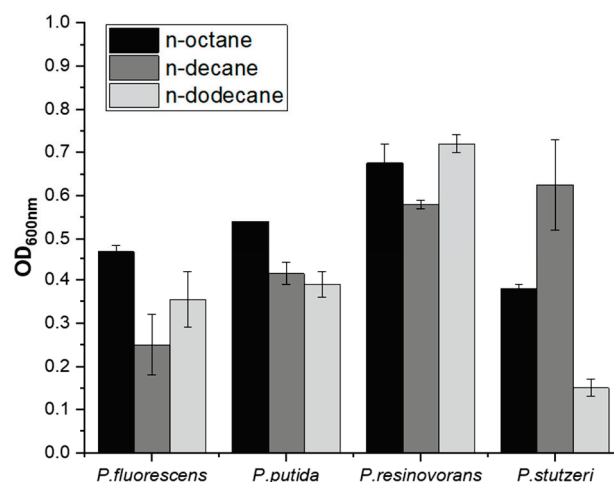 n-octane
n-decane
n-dodecane
OD600nm
1.0
0.9
0.8
0.7
0.6
0.5
0.4
0.3
0.2
0.1
0.0
P.fluorescens P.putida P.resinovorans P.stutzeri